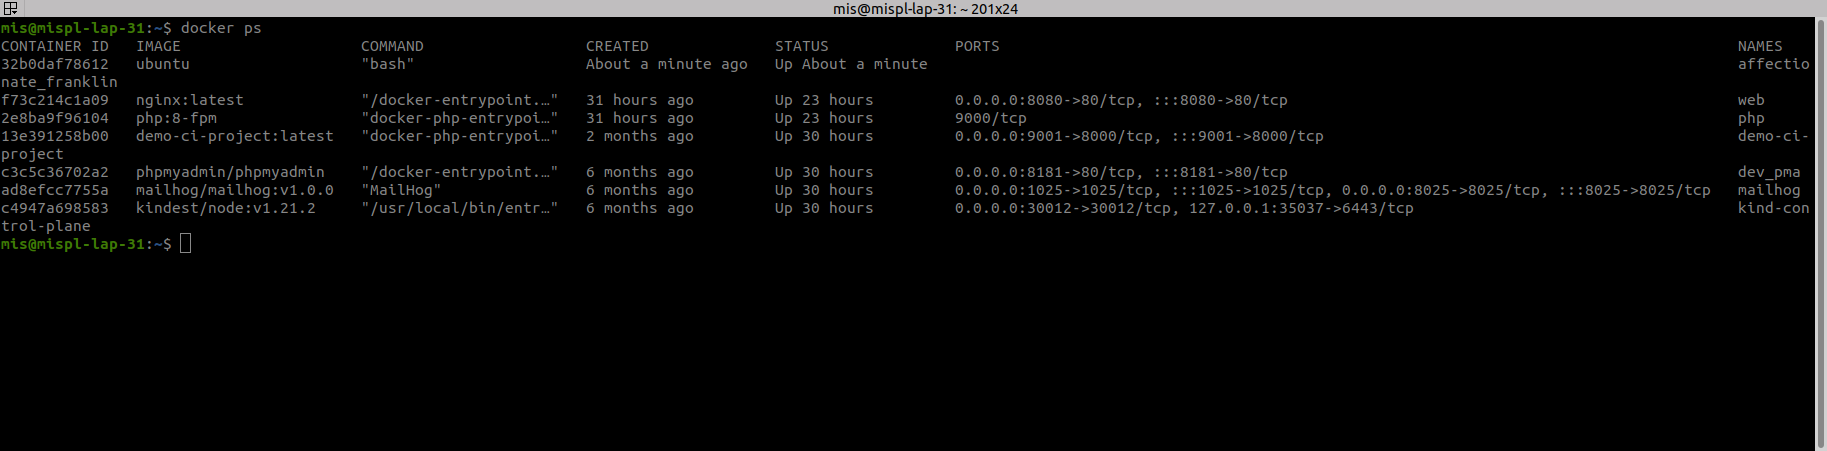 mis@mispl-lap-31: ~ 201x24
mis@mispl-lap-31:~$ docker ps
CONTAINER ID   IMAGE                    COMMAND                  CREATED              STATUS              PORTS                                                                                  NAMES
32b0daf78612   ubuntu                   "bash"                   About a minute ago   Up About a minute                                                                                          affectio
nate_franklin
f73c214c1a09   nginx:latest             "/docker-entrypoint.…"   31 hours ago         Up 23 hours         0.0.0.0:8080->80/tcp, :::8080->80/tcp                                                  web
2e8ba9f96104   php:8-fpm                "docker-php-entrypoi…"   31 hours ago         Up 23 hours         9000/tcp                                                                               php
13e391258b00   demo-ci-project:latest   "docker-php-entrypoi…"   2 months ago         Up 30 hours         0.0.0.0:9001->8000/tcp, :::9001->8000/tcp                                              demo-ci-
project
c3c5c36702a2   phpmyadmin/phpmyadmin    "/docker-entrypoint.…"   6 months ago         Up 30 hours         0.0.0.0:8181->80/tcp, :::8181->80/tcp                                                  dev_pma
ad8efcc7755a   mailhog/mailhog:v1.0.0   "MailHog"                6 months ago         Up 30 hours         0.0.0.0:1025->1025/tcp, :::1025->1025/tcp, 0.0.0.0:8025->8025/tcp, :::8025->8025/tcp   mailhog
c4947a698583   kindest/node:v1.21.2     "/usr/local/bin/entr…"   6 months ago         Up 30 hours         0.0.0.0:30012->30012/tcp, 127.0.0.1:35037->6443/tcp                                    kind-con
trol-plane
mis@mispl-lap-31:~$